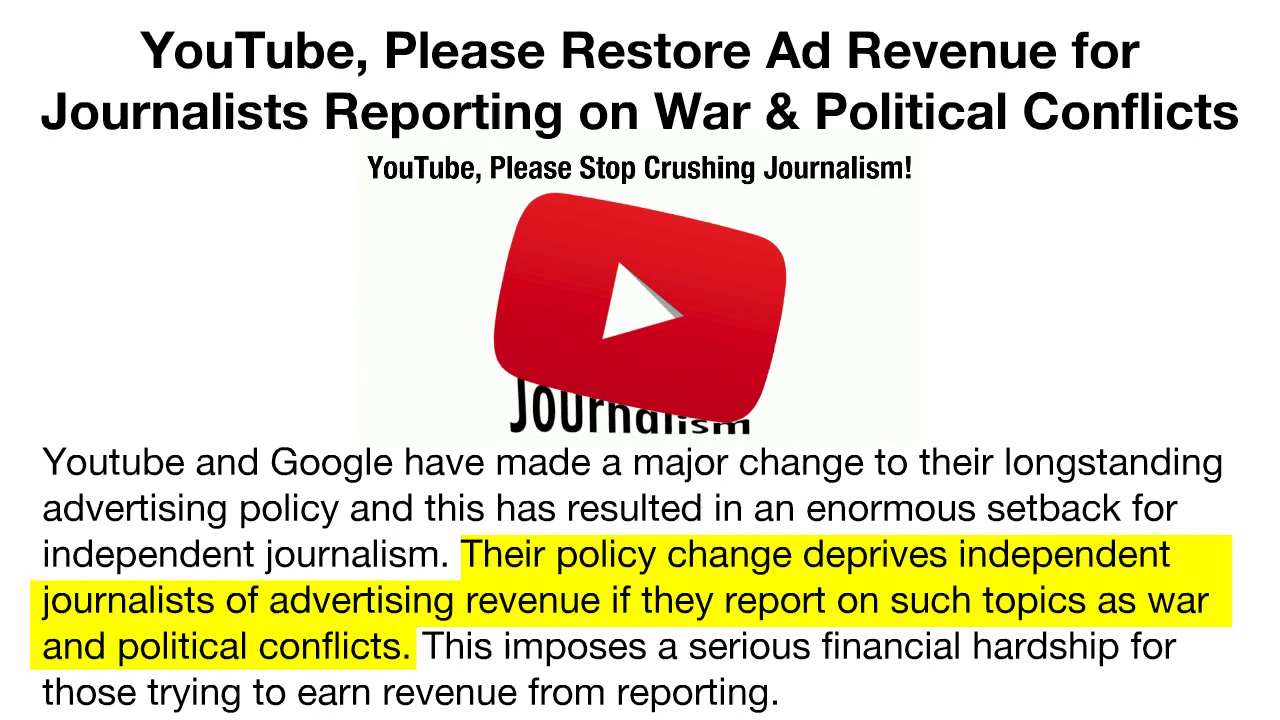 YouTube, Please Restore Ad Revenue for
Journalists Reporting on War & Political Conflicts
YouTube, Please Stop Crushing Journalism!
Journalism
Youtube and Google have made a major change to their longstanding
advertising policy and this has resulted in an enormous setback for
independent journalism. Their policy change deprives independent
journalists of advertising revenue if they report on such topics as war
and political conflicts. This imposes a serious financial hardship for
those trying to earn revenue from reporting.